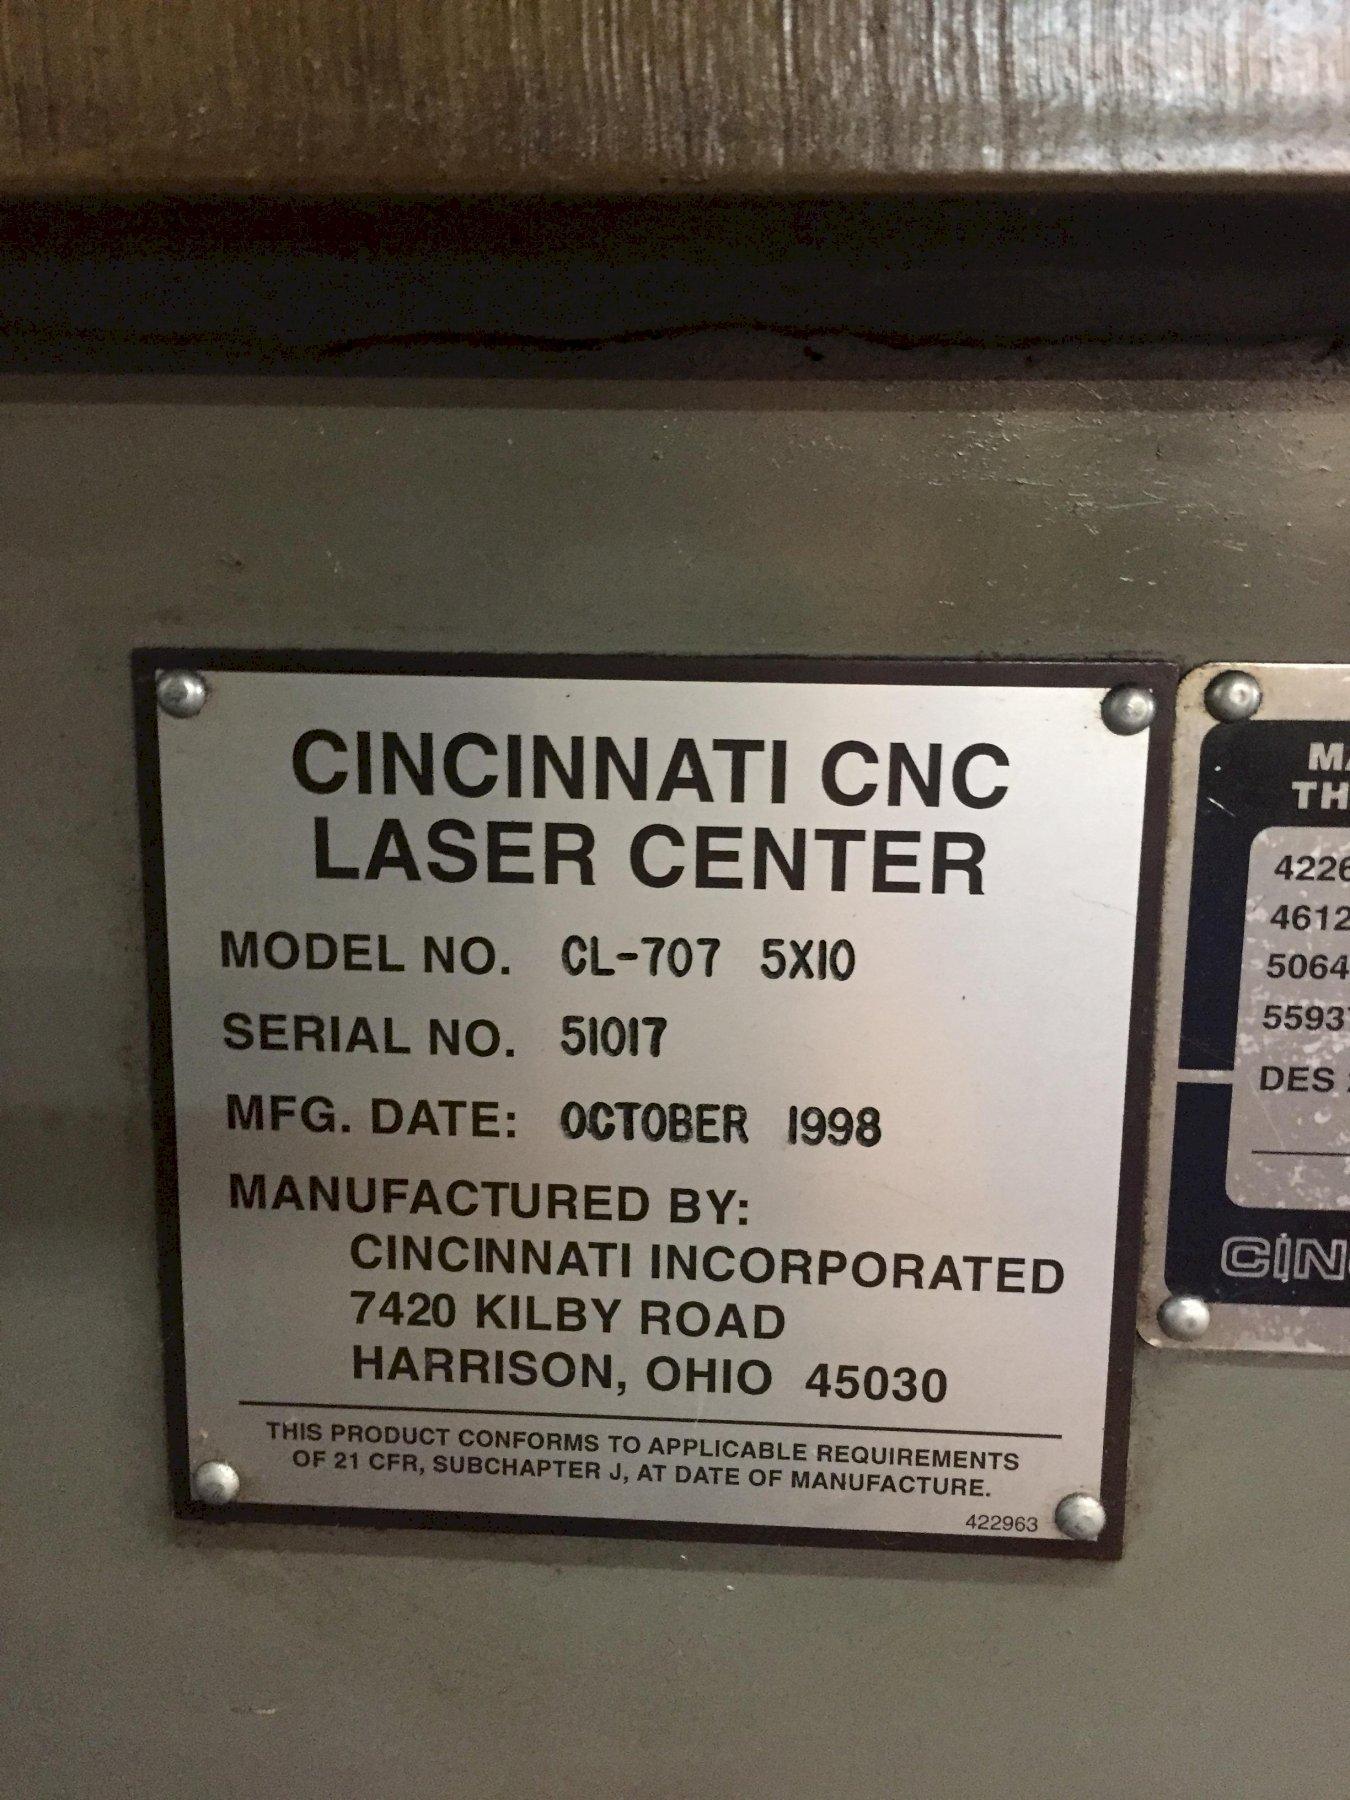 CINCINNATI CNC
LASER CENTER
MODEL NO. CL-707 5X10
SERIAL NO. 51017
MFG. DATE: OCTOBER 1998
MANUFACTURED BY:
CINCINNATI INCORPORATED
7420 KILBY ROAD
HARRISON, OHIO 45030
THIS PRODUCT CONFORMS TO APPLICABLE REQUIREMENTS
OF 21 CFR, SUBCHAPTER J, AT DATE OF MANUFACTURE.
422963
DES